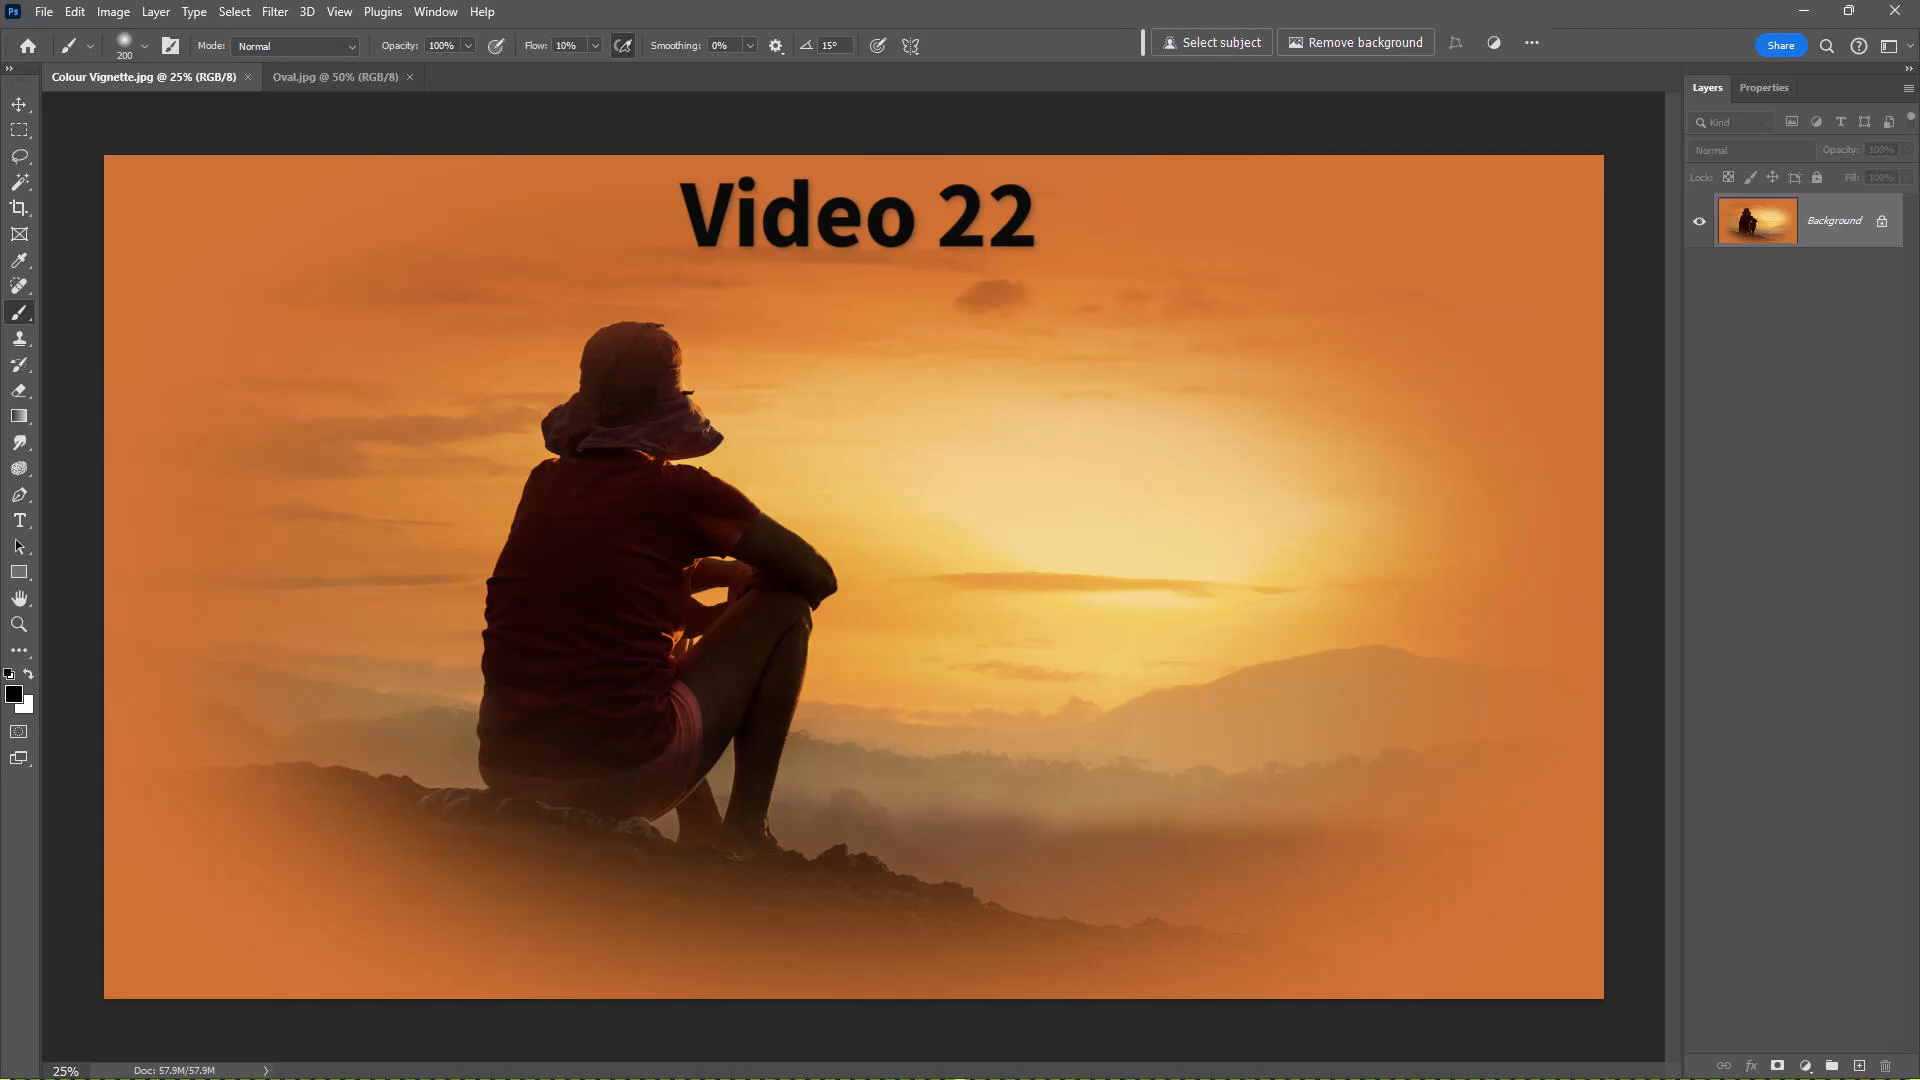 Ps File Edit Image Layer Type Select Filter 3D View Plugins Window Help
200 Mode: Normal Opacity: 100% Flow: 10% Smoothing: 0% 15° Select subject Remove background ••• Share
Colour Vignette.jpg @ 25% (RGB/8) × Oval.jpg @ 50% (RGB/8) ×
Layers Properties
Kind
Normal Opacity: 100%
Lock: Fill: 100%
Background
Video 22
25% Doc: 57.9M/57.9M